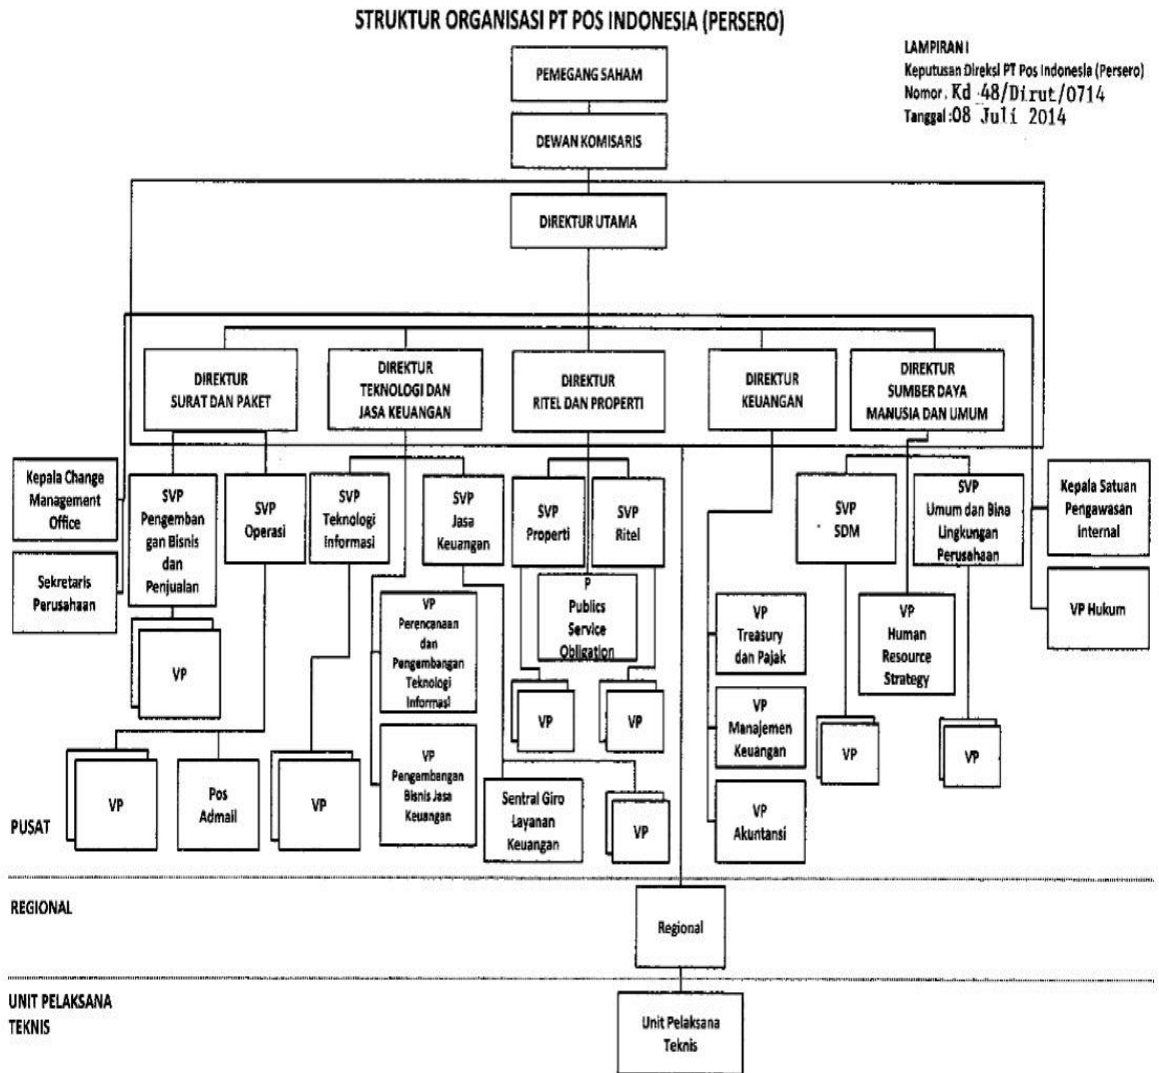 STRUKTUR ORGANISASI PT POS INDONESIA (PERSERO)
LAMPIRAN I
Keputusan Direksi PT Pos Indonesia (Persero)
Nomor. Kd 48/Dirut/0714
Tanggal :08 Juli 2014
PEMEGANG SAHAM
DEWAN KOMISARIS
DIREKTUR UTAMA
DIREKTUR
SURAT DAN PAKET
DIREKTUR
TEKNOLOGI DAN
JASA KEUANGAN
DIREKTUR
RITEL DAN PROPERTI
DIREKTUR
KEUANGAN
DIREKTUR
SUMBER DAYA
MANUSIA DAN UMUM
Kepala Change
Management
Office
Sekretaris
Perusahaan
SVP
Pengemban
gan Bisnis
dan
Penjualan
SVP
Operasi
SVP
Teknologi
Informasi
SVP
Jasa
Keuangan
SVP
Properti
SVP
Ritel
SVP
SDM
SVP
Umum dan Bina
Lingkungan
Perusahaan
Kepala Satuan
Pengawasan
Internal
VP Hukum
VP
VP
Perencanaan
dan
Pengembangan
Teknologi
Informasi
P
Publics
Service
Obligation
VP
Treasury
dan Pajak
VP
Human
Resource
Strategy
VP
VP
VP
Manajemen
Keuangan
VP
VP
VP
Pos
Admail
VP
VP
Pengembangan
Bisnis Jasa
Keuangan
Sentral Giro
Layanan
Keuangan
VP
VP
Akuntansi
PUSAT
REGIONAL
Regional
UNIT PELAKSANA
TEKNIS
Unit Pelaksana
Teknis